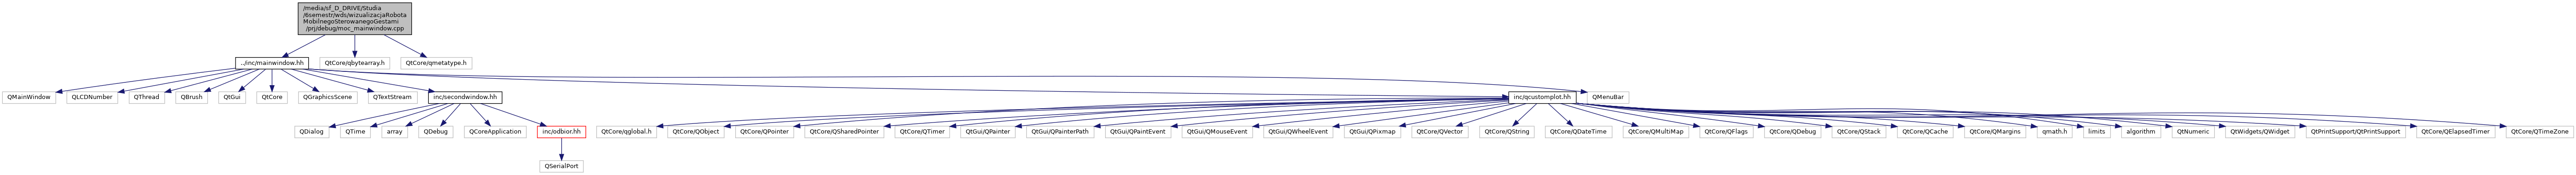 /media/sf_D_DRIVE/Studia
/6semestr/wds/wizualizacjaRobota
MobilnegoSterowanegoGestami
/prj/debug/moc_mainwindow.cpp
../inc/mainwindow.hh
QtCore/qbytearray.h
QtCore/qmetatype.h
QMainWindow
QLCDNumber
QThread
QBrush
QtGui
QtCore
QGraphicsScene
QTextStream
inc/secondwindow.hh
inc/qcustomplot.hh
QMenuBar
QDialog
QTime
array
QDebug
QCoreApplication
inc/odbior.hh
QtCore/qglobal.h
QtCore/QObject
QtCore/QPointer
QtCore/QSharedPointer
QtCore/QTimer
QtGui/QPainter
QtGui/QPainterPath
QtGui/QPaintEvent
QtGui/QMouseEvent
QtGui/QWheelEvent
QtGui/QPixmap
QtCore/QVector
QtCore/QString
QtCore/QDateTime
QtCore/QMultiMap
QtCore/QFlags
QtCore/QDebug
QtCore/QStack
QtCore/QCache
QtCore/QMargins
qmath.h
limits
algorithm
QtNumeric
QtWidgets/QWidget
QtPrintSupport/QtPrintSupport
QtCore/QElapsedTimer
QtCore/QTimeZone
QSerialPort